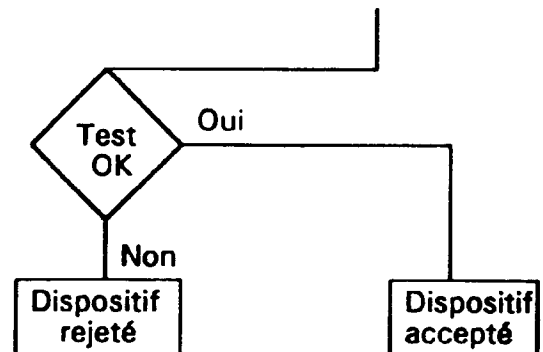 Test
OK
Oui
Non
Dispositif
rejeté
Dispositif
accepté